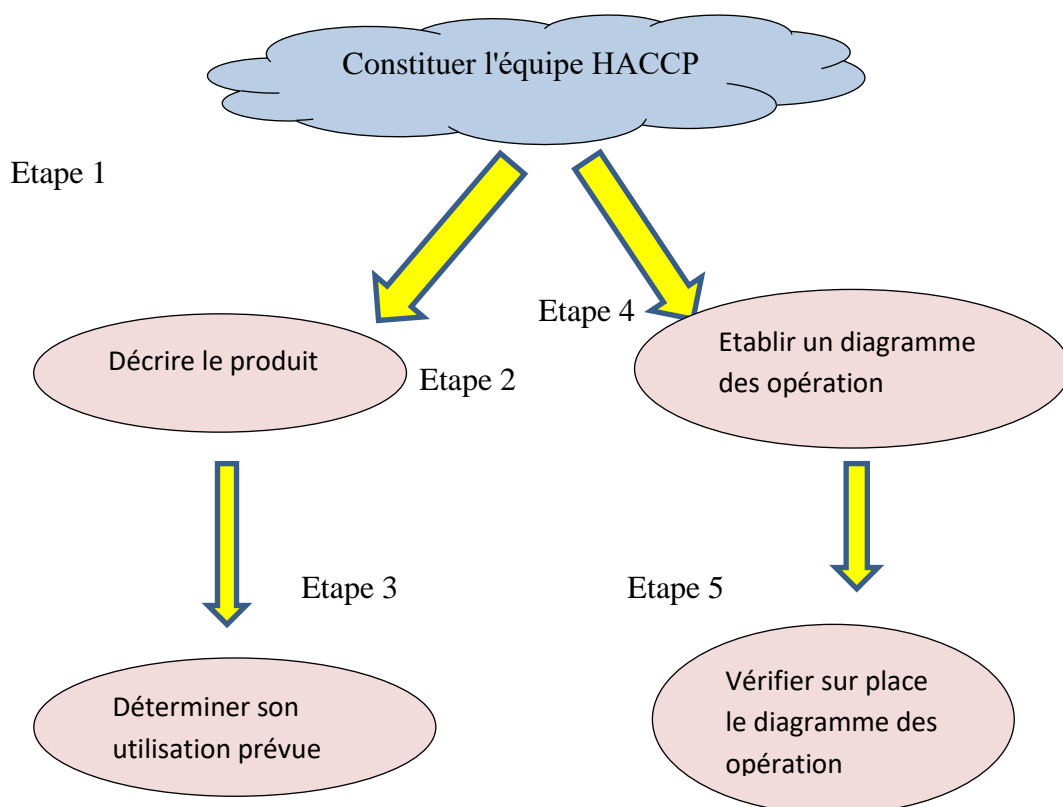 Constituer l'équipe HACCP
Etape 1
Etape 4
Décrire le produit
Etape 2
Etablir un diagramme
des opération
Etape 3
Etape 5
Déterminer son
utilisation prévue
Vérifier sur place
le diagramme des
opération